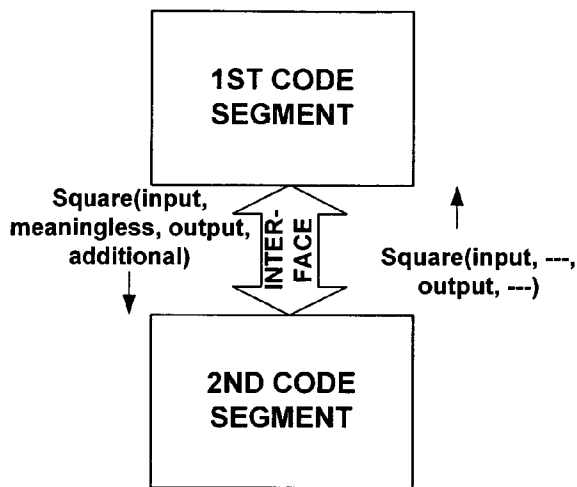 1ST CODE
SEGMENT
Square(input,
meaningless, output,
additional)
INTER-
FACE
Square(input, ---,
output, ---)
2ND CODE
SEGMENT